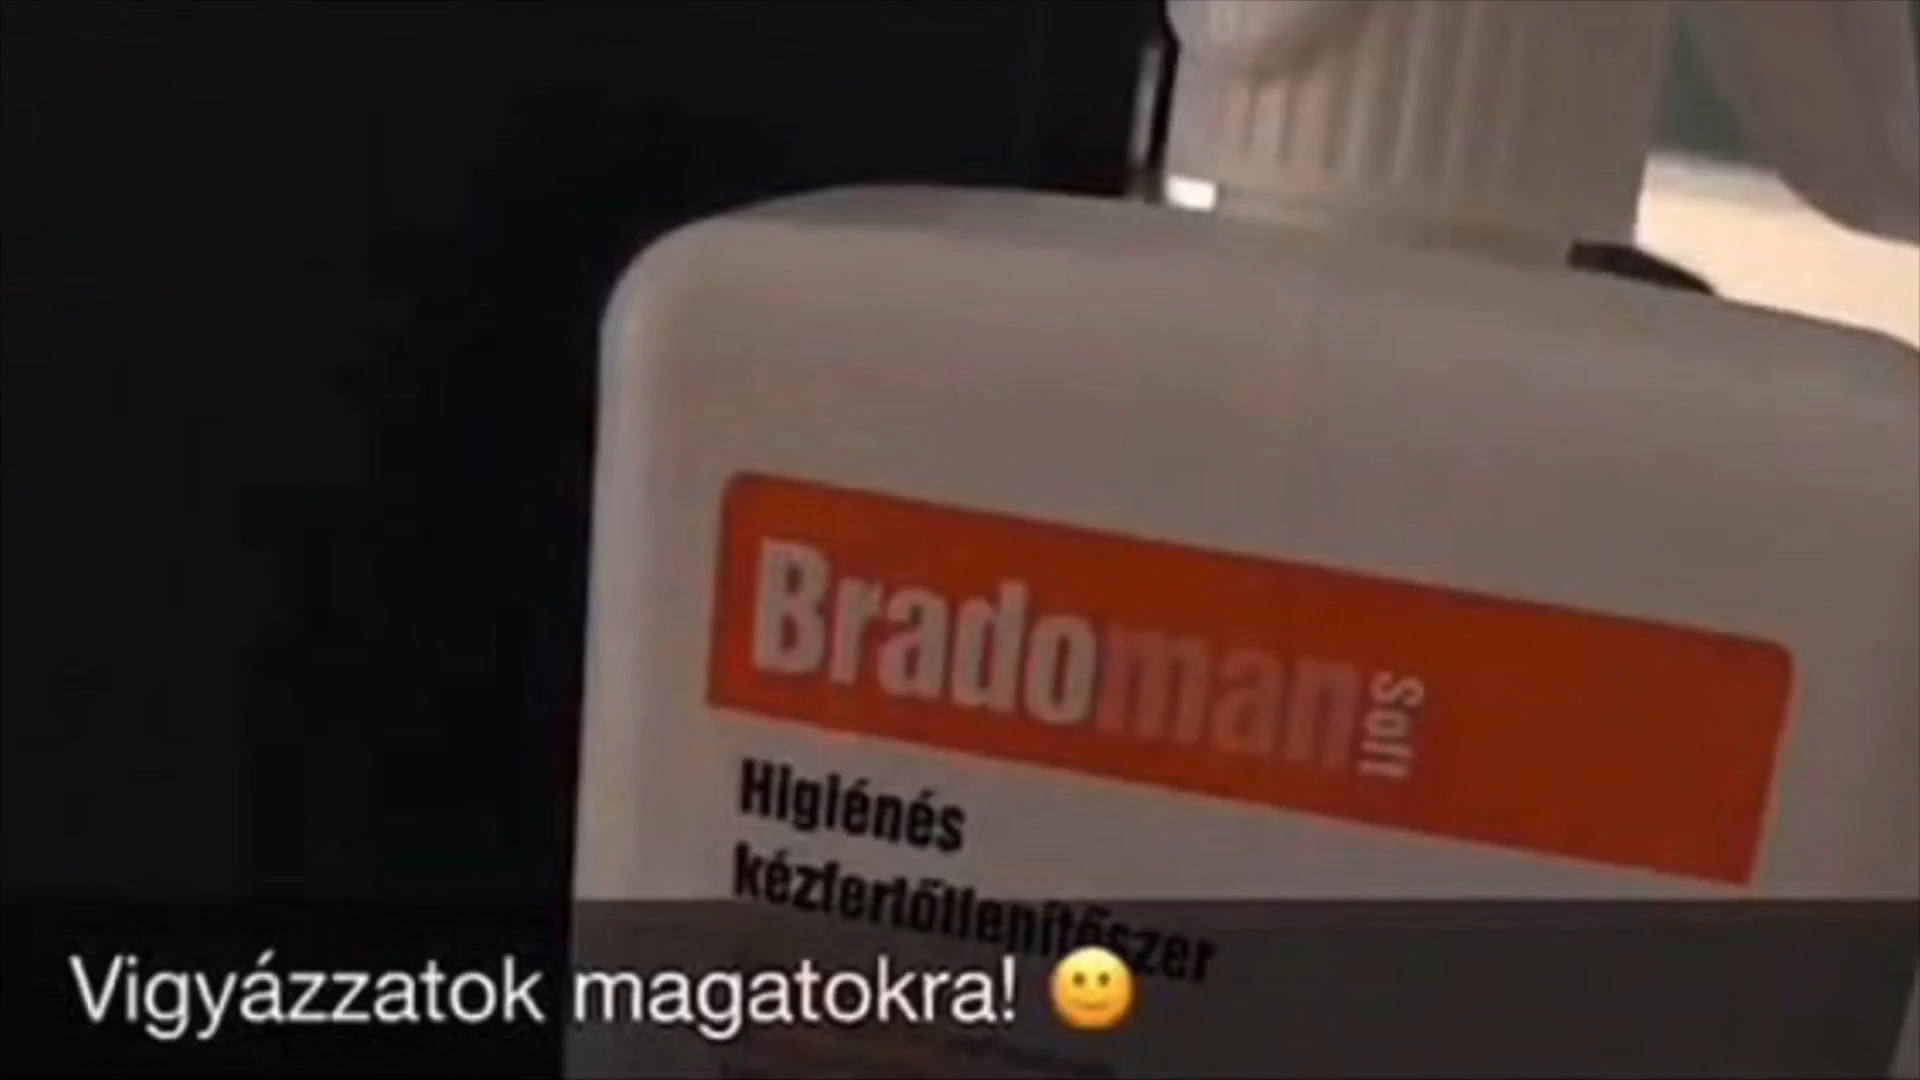 Bradoman Soft
Higiénés
kézfertőtlenítőszer
Vigyázzatok magatokra! 🙂